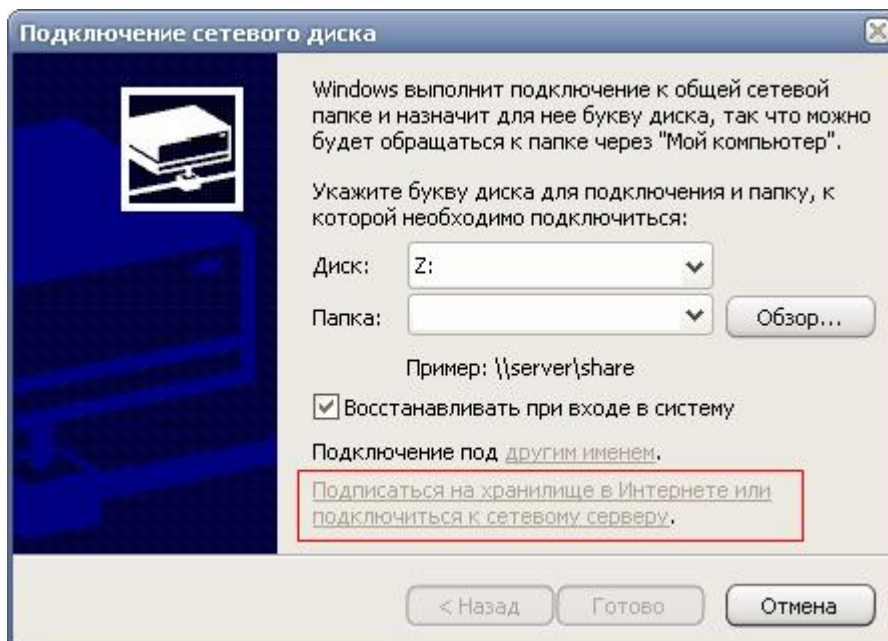 Подключение сетевого диска
Windows выполнит подключение к общей сетевой
папке и назначит для нее букву диска, так что можно
будет обращаться к папке через "Мой компьютер".
Укажите букву диска для подключения и папку, к
которой необходимо подключиться:
Диск: Z:
Папка: Обзор...
Пример: \\server\share
Восстанавливать при входе в систему
Подключение под другим именем.
Подписаться на хранилище в Интернете или
подключиться к сетевому серверу.
< Назад Готово Отмена